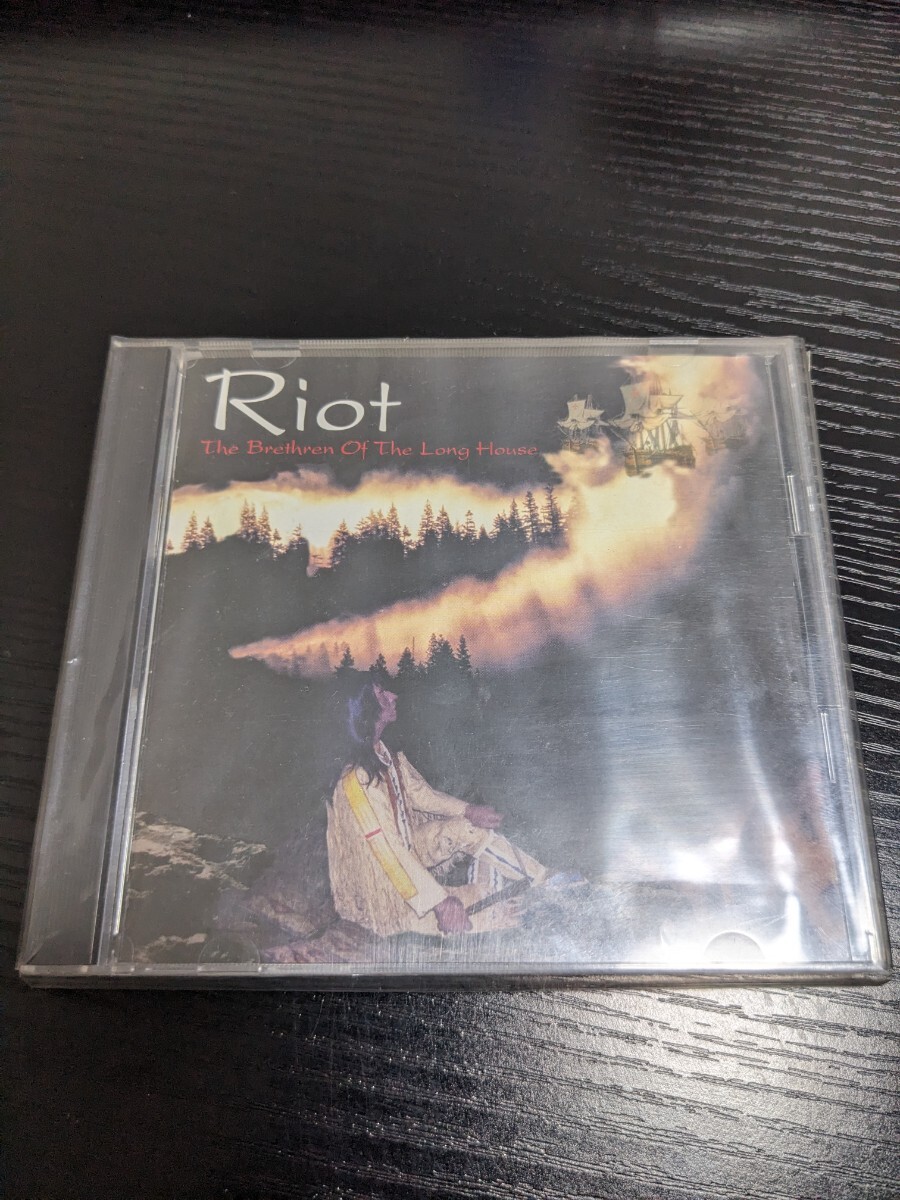 Riot
The Brethren Of The Long House